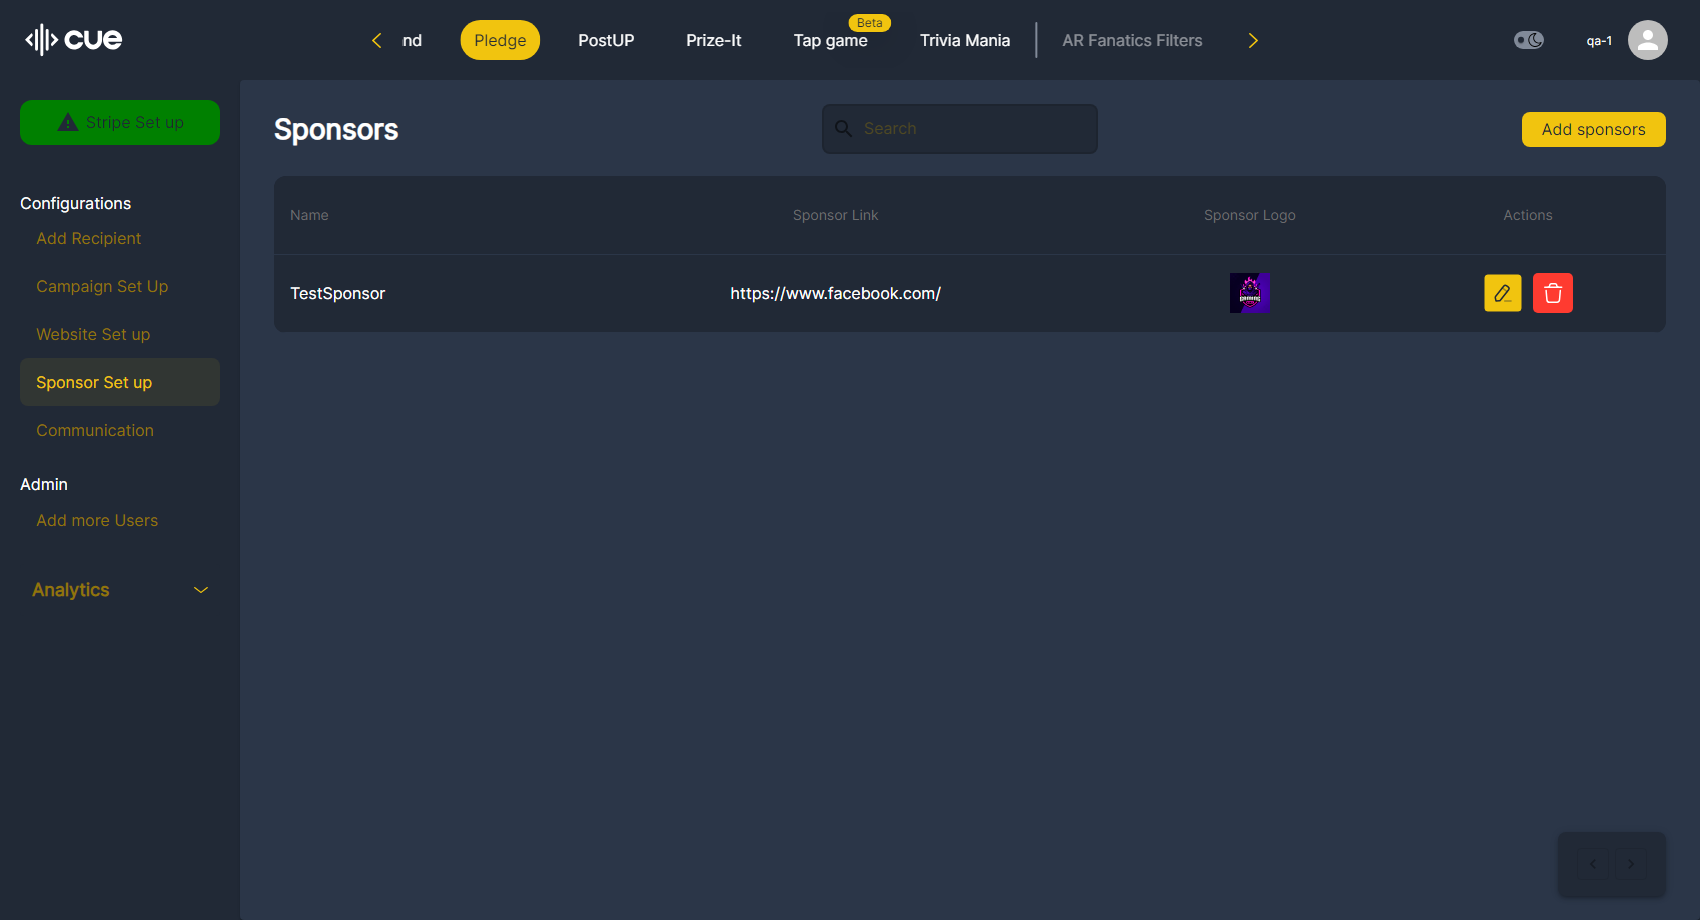 cue
nd
Pledge
PostUP
Prize-It
Tap game
Beta
Trivia Mania
AR Fanatics Filters
qa-1
Stripe Set up
Configurations
Add Recipient
Campaign Set Up
Website Set up
Sponsor Set up
Communication
Admin
Add more Users
Analytics
Sponsors
Search
Add sponsors
Name
Sponsor Link
Sponsor Logo
Actions
TestSponsor
https://www.facebook.com/
GAMING